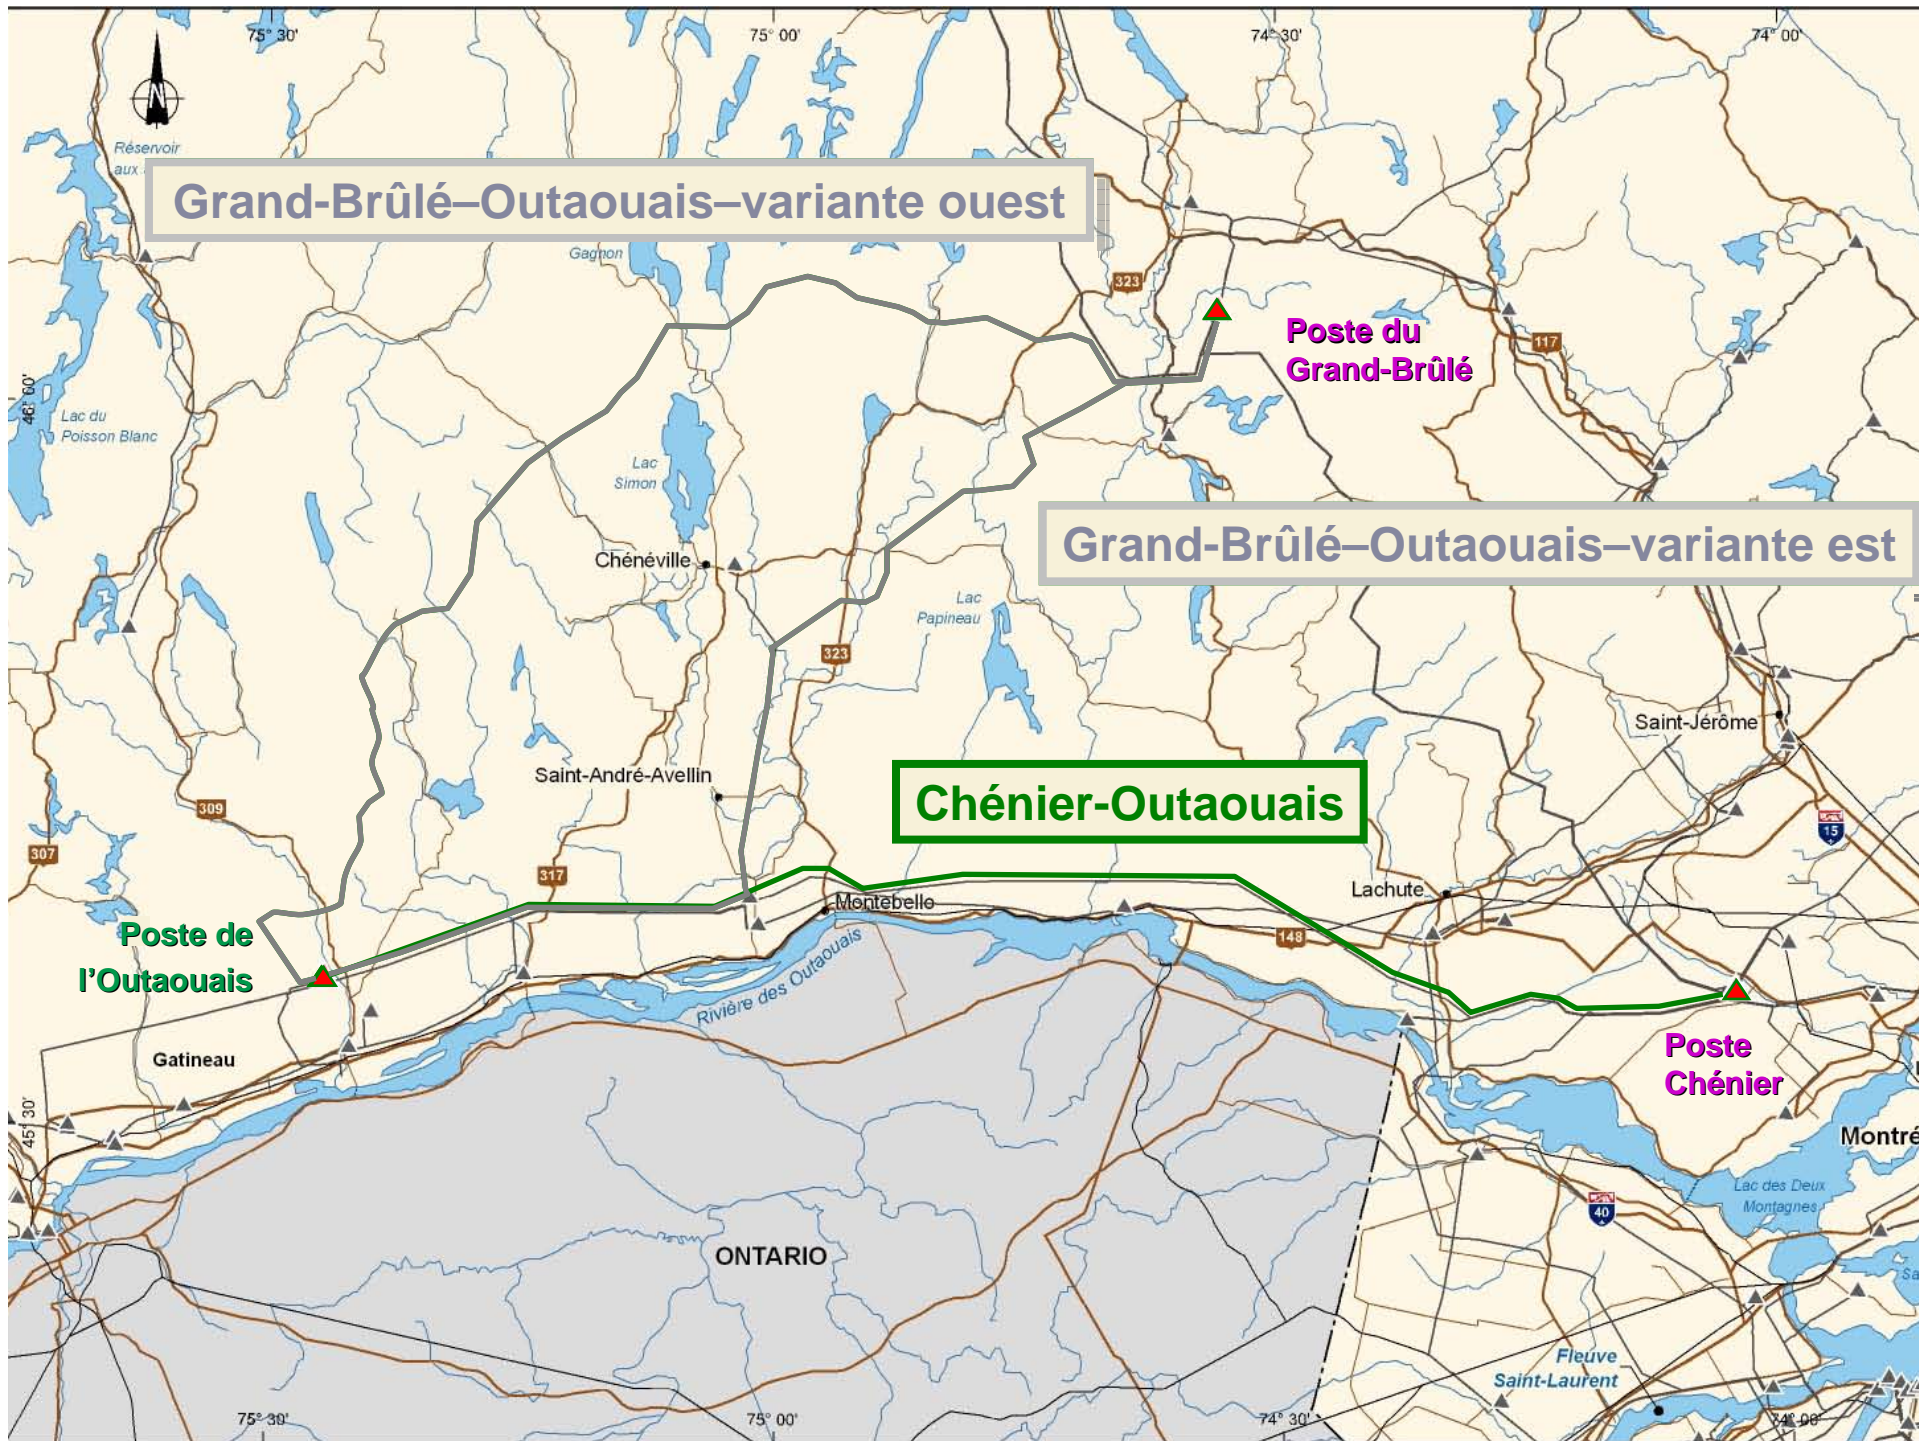 75° 30'
75° 00'
74° 30'
74° 00'
N
Réservoir
aux
Grand-Brûlé–Outaouais–variante ouest
Gagnon
323
Poste du
Grand-Brûlé
117
46° 00'
Lac du
Poisson Blanc
Lac
Simon
Grand-Brûlé–Outaouais–variante est
Chénéville
Lac
Papineau
323
Saint-Jérôme
Saint-André-Avellin
Chénier-Outaouais
309
15
307
317
Lachute
Montebello
Poste de
l'Outaouais
148
Rivière des Outaouais
Poste
Chénier
Gatineau
45° 30'
Montré
Lac des Deux
Montagnes
40
ONTARIO
Sa
Fleuve
Saint-Laurent
75° 30'
75° 00'
74° 30'
74° 00'